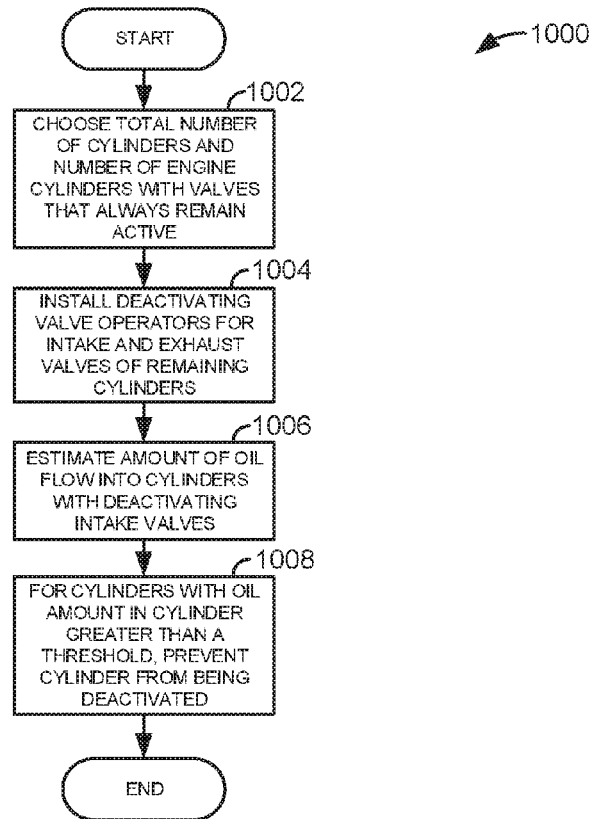 START
1000
1002
CHOOSE TOTAL NUMBER
OF CYLINDERS AND
NUMBER OF ENGINE
CYLINDERS WITH VALVES
THAT ALWAYS REMAIN
ACTIVE
1004
INSTALL DEACTIVATING
VALVE OPERATORS FOR
INTAKE AND EXHAUST
VALVES OF REMAINING
CYLINDERS
1006
ESTIMATE AMOUNT OF OIL
FLOW INTO CYLINDERS
WITH DEACTIVATING
INTAKE VALVES
1008
FOR CYLINDERS WITH OIL
AMOUNT IN CYLINDER
GREATER THAN A
THRESHOLD, PREVENT
CYLINDER FROM BEING
DEACTIVATED
END